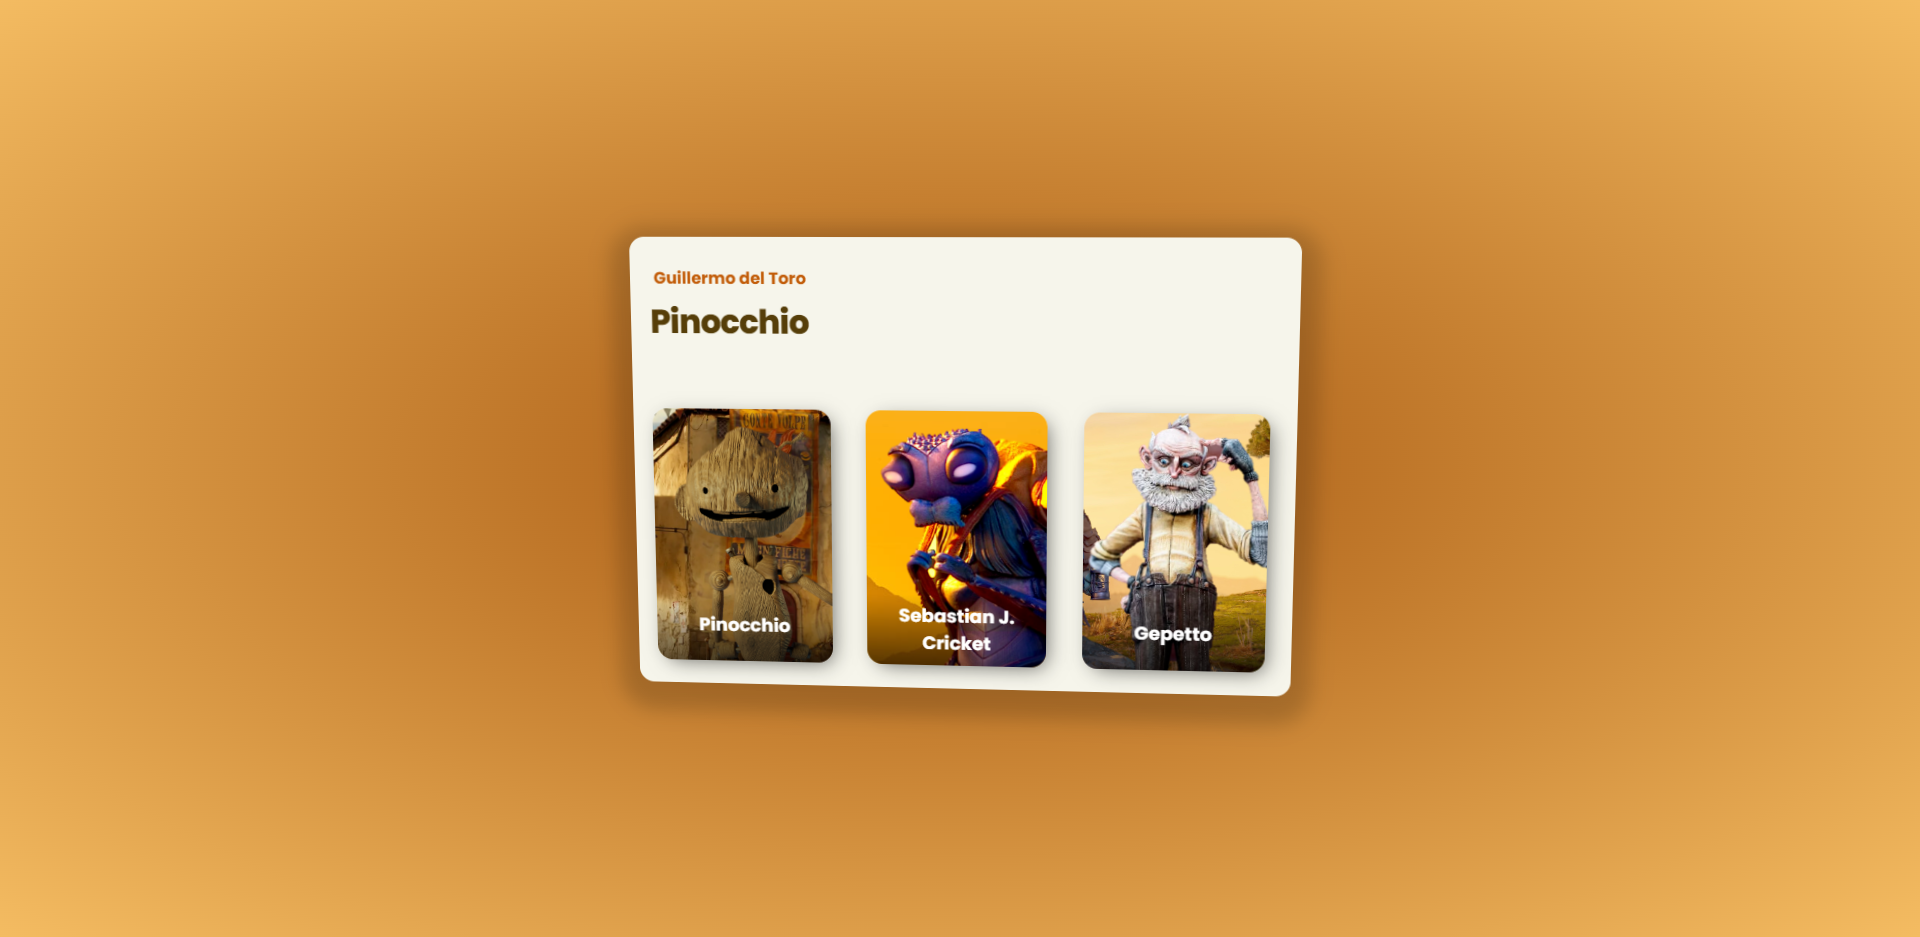 Guillermo del Toro
Pinocchio
Pinocchio
Sebastian J.
Cricket
Gepetto